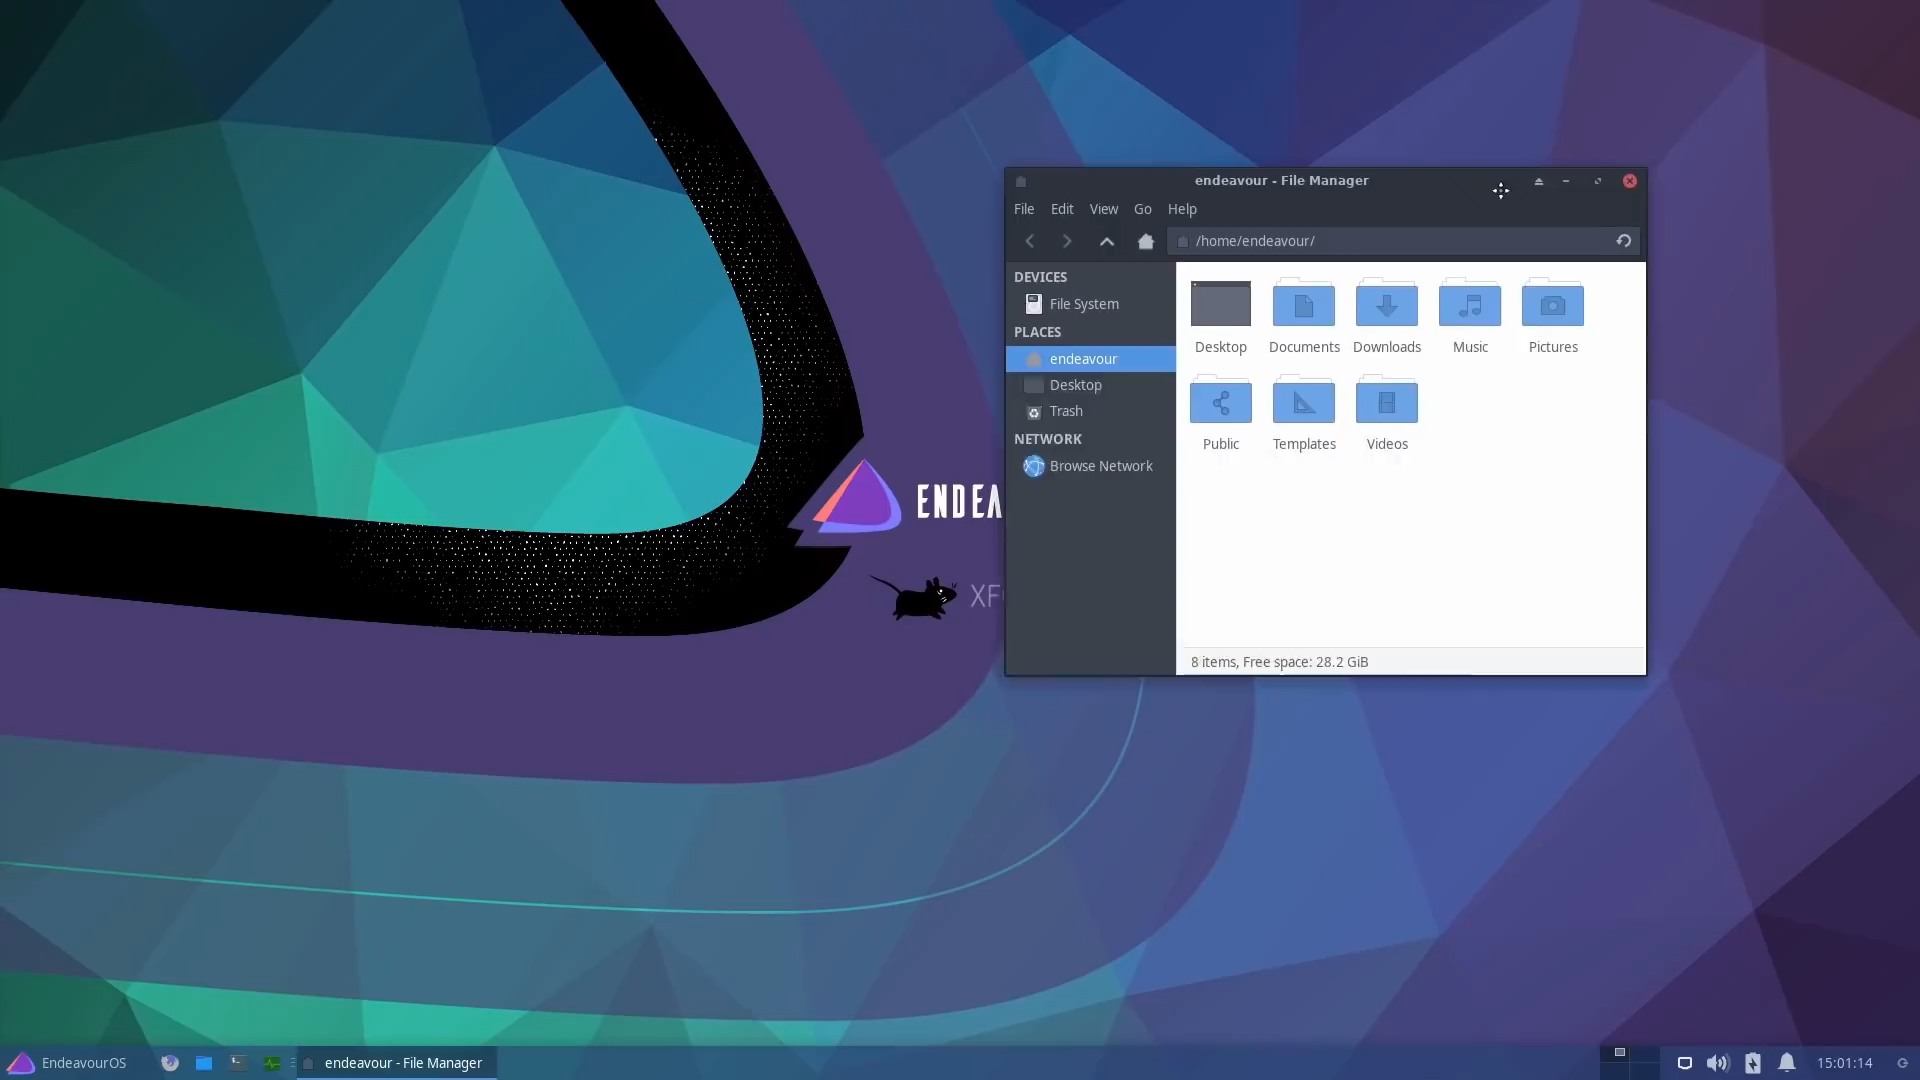 endeavour - File Manager
File Edit View Go Help
/home/endeavour/
DEVICES
File System
PLACES
endeavour
Desktop
Trash
NETWORK
Browse Network
Desktop Documents Downloads Music Pictures
Public Templates Videos
8 items, Free space: 28.2 GiB
ENDEA
XF
EndeavourOS
endeavour - File Manager
15:01:14